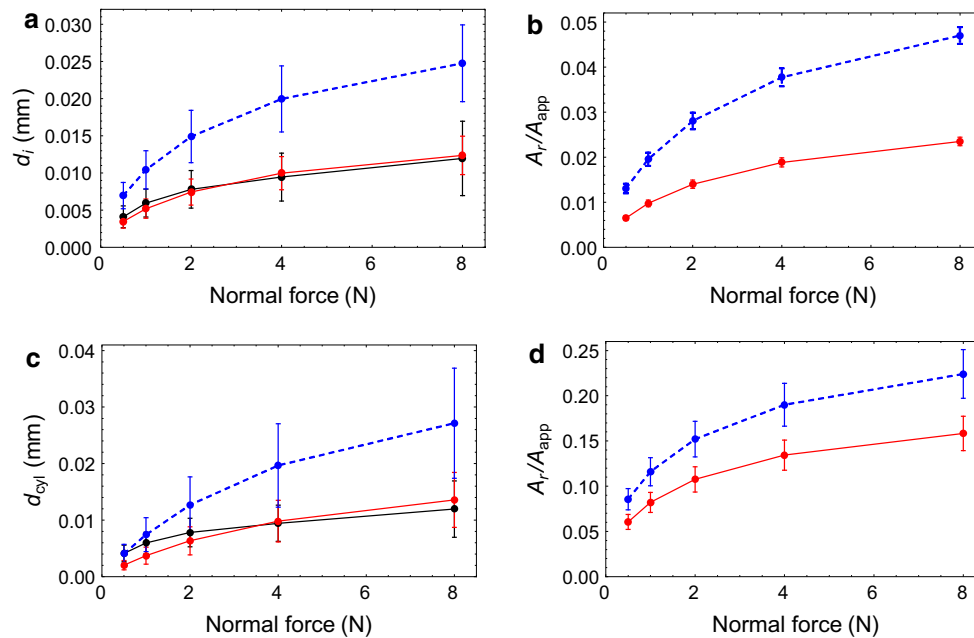 a
0.030
0.025
0.020
0.015
0.010
0.005
0.000
d_i (mm)
0 2 4 6 8
Normal force (N)
b
0.05
0.04
0.03
0.02
0.01
0.00
A_r/A_app
0 2 4 6 8
Normal force (N)
c
0.04
0.03
0.02
0.01
0.00
d_cyl (mm)
0 2 4 6 8
Normal force (N)
d
0.25
0.20
0.15
0.10
0.05
0.00
A_r/A_app
0 2 4 6 8
Normal force (N)